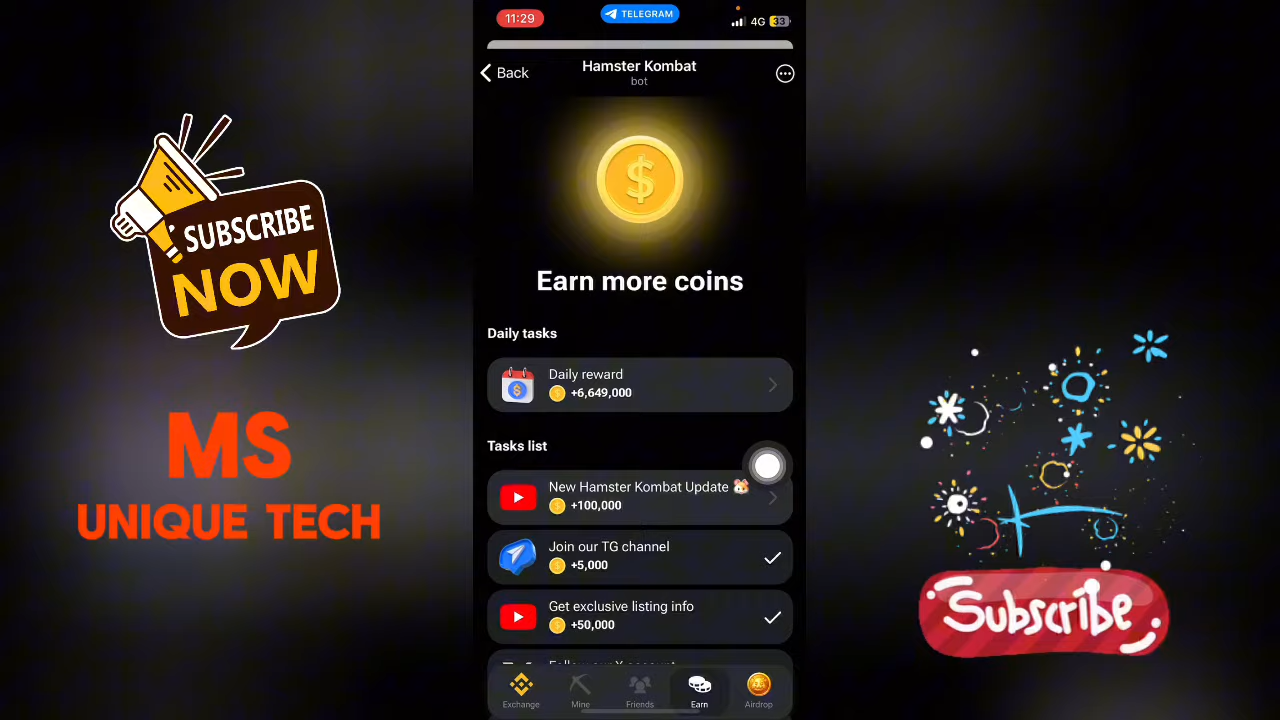 11:29
TELEGRAM
4G
33
Back
Hamster Kombat
bot
SUBSCRIBE
NOW
MS
UNIQUE TECH
Earn more coins
Daily tasks
Daily reward
+6,649,000
Tasks list
New Hamster Kombat Update 🐹
+100,000
Join our TG channel
+5,000
Get exclusive listing info
+50,000
Exchange
Mine
Friends
Earn
Airdrop
Subscribe